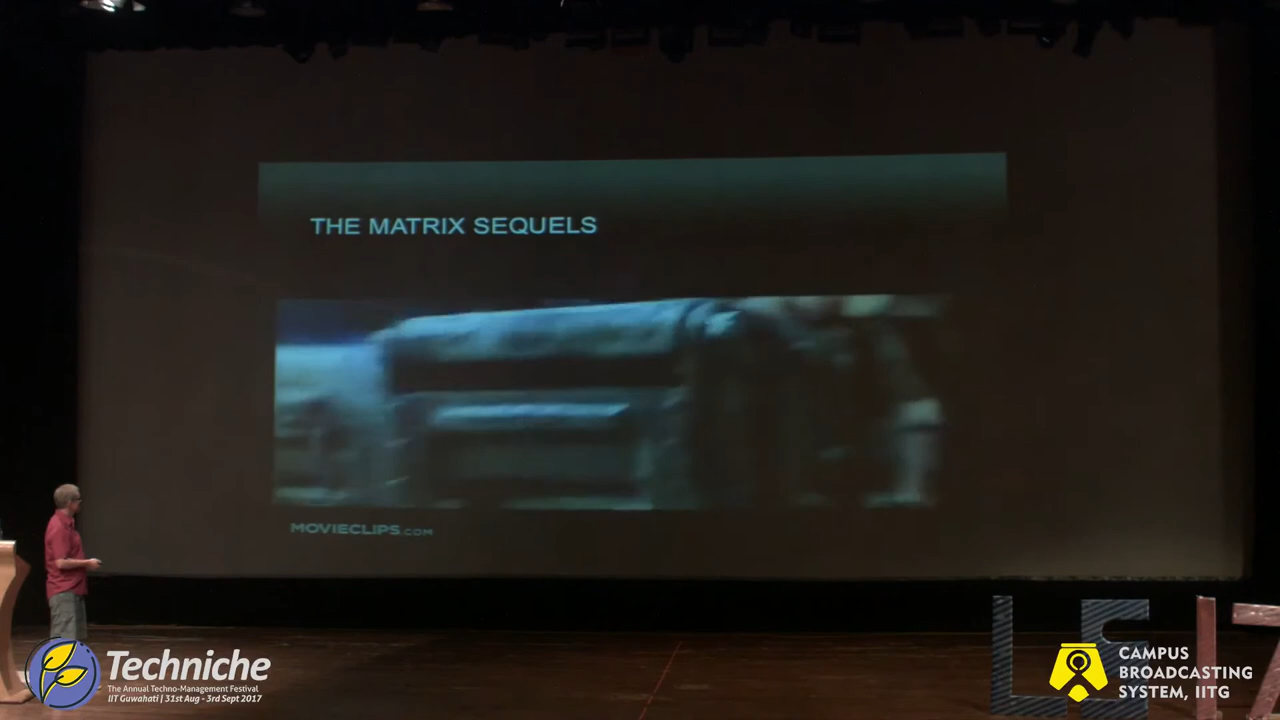 THE MATRIX SEQUELS
MOVIECLIPS.COM
Techniche
The Annual Techno-Management Festival
IIT Guwahati | 31st Aug - 3rd Sept 2017
CAMPUS
BROADCASTING
SYSTEM, IITG